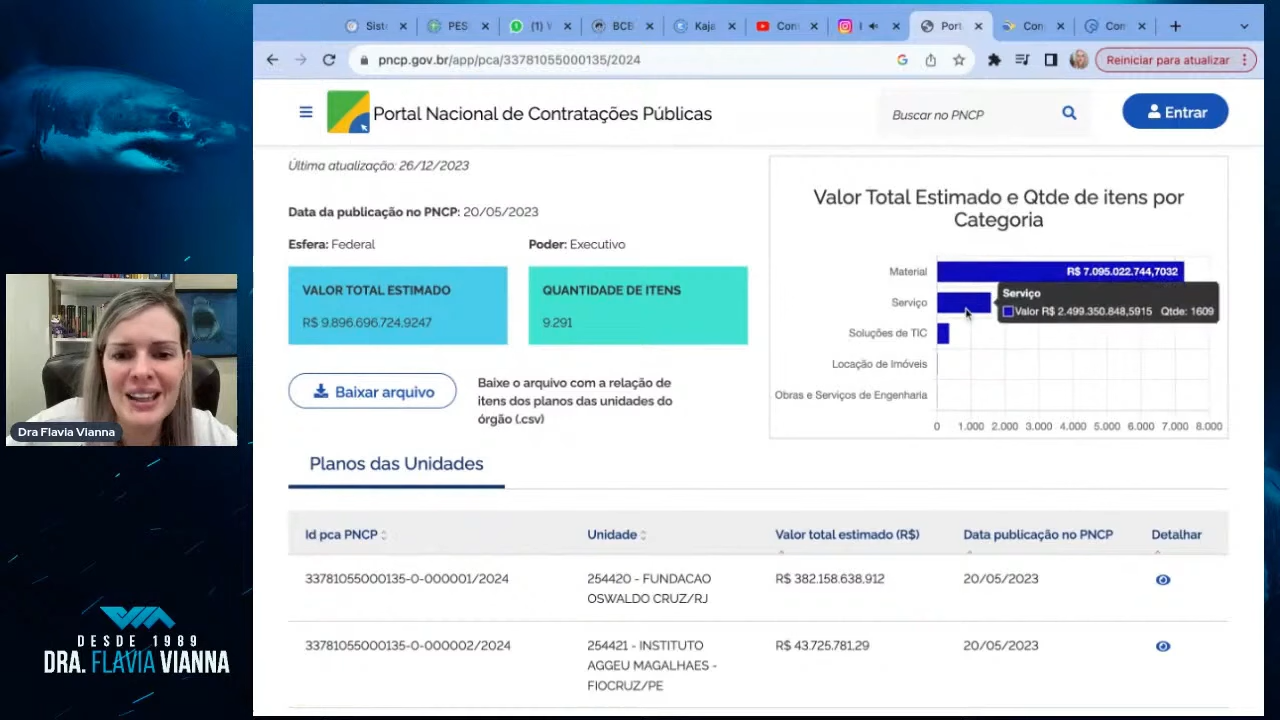 Sist
PES
(1) V
BCB
Kaja
Con
I
Port
Con
Con
pncp.gov.br/app/pca/33781055000135/2024
Reiniciar para atualizar
Portal Nacional de Contratações Públicas
Buscar no PNCP
Entrar
Última atualização: 26/12/2023
Data da publicação no PNCP: 20/05/2023
Esfera: Federal
Poder: Executivo
VALOR TOTAL ESTIMADO
R$ 9.896.696.724,9247
QUANTIDADE DE ITENS
9.291
Baixar arquivo
Baixe o arquivo com a relação de
itens dos planos das unidades do
órgão (.csv)
Valor Total Estimado e Qtde de itens por
Categoria
Material
R$ 7.095.022.744,7032
Serviço
Serviço
Valor R$ 2.499.350.848,5915 Qtde: 1609
Soluções de TIC
Locação de Imóveis
Obras e Serviços de Engenharia
0 1.000 2.000 3.000 4.000 5.000 6.000 7.000 8.000
Planos das Unidades
Id pca PNCP
Unidade
Valor total estimado (R$)
Data publicação no PNCP
Detalhar
33781055000135-0-000001/2024
254420 - FUNDACAO
OSWALDO CRUZ/RJ
R$ 382.158.638,912
20/05/2023
33781055000135-0-000002/2024
254421 - INSTITUTO
AGGEU MAGALHAES -
FIOCRUZ/PE
R$ 43.725.781,29
20/05/2023
Dra Flavia Vianna
DESDE 1989
DRA. FLAVIA VIANNA